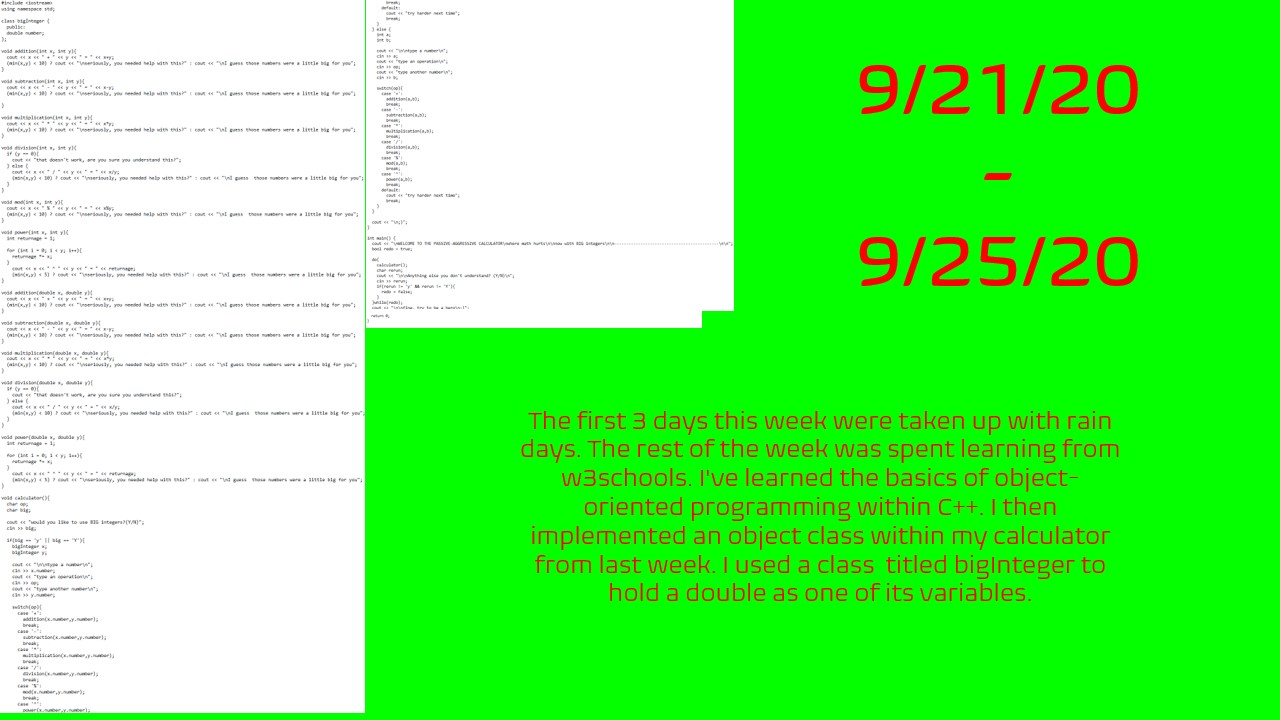 #include <iostream>
using namespace std;
class bigInteger {
public:
double number;
};
void addition(int x, int y){
cout << x << " + " << y << " = " << x+y;
(min(x,y) < 10) ? cout << "\nseriously, you needed help with this?" : cout << "\nI guess those numbers were a little big for you";
}
void subtraction(int x, int y){
cout << x << " - " << y << " = " << x-y;
(min(x,y) < 10) ? cout << "\nseriously, you needed help with this?" : cout << "\nI guess those numbers were a little big for you";
}
void multiplication(int x, int y){
cout << x << " * " << y << " = " << x*y;
(min(x,y) < 10) ? cout << "\nseriously, you needed help with this?" : cout << "\nI guess those numbers were a little big for you";
}
void division(int x, int y){
if (y == 0){
cout << "that doesn't work, are you sure you understand this?";
} else {
cout << x << " / " << y << " = " << x/y;
(min(x,y) < 10) ? cout << "\nseriously, you needed help with this?" : cout << "\nI guess  those numbers were a little big for you";
}
}
void mod(int x, int y){
cout << x << " % " << y << " = " << x%y;
(min(x,y) < 10) ? cout << "\nseriously, you needed help with this?" : cout << "\nI guess  those numbers were a little big for you";
}
void power(int x, int y){
int returnage = 1;
for (int i = 0; i < y; i++){
returnage *= x;
}
cout << x << " ^ " << y << " = " << returnage;
(min(x,y) < 5) ? cout << "\nseriously, you needed help with this?" : cout << "\nI guess  those numbers were a little big for you";
}
void addition(double x, double y){
cout << x << " + " << y << " = " << x+y;
(min(x,y) < 10) ? cout << "\nseriously, you needed help with this?" : cout << "\nI guess those numbers were a little big for you";
}
void subtraction(double x, double y){
cout << x << " - " << y << " = " << x-y;
(min(x,y) < 10) ? cout << "\nseriously, you needed help with this?" : cout << "\nI guess those numbers were a little big for you";
}
void multiplication(double x, double y){
cout << x << " * " << y << " = " << x*y;
(min(x,y) < 10) ? cout << "\nseriously, you needed help with this?" : cout << "\nI guess those numbers were a little big for you";
}
void division(double x, double y){
if (y == 0){
cout << "that doesn't work, are you sure you understand this?";
} else {
cout << x << " / " << y << " = " << x/y;
(min(x,y) < 10) ? cout << "\nseriously, you needed help with this?" : cout << "\nI guess  those numbers were a little big for you";
}
}
void power(double x, double y){
int returnage = 1;
for (int i = 0; i < y; i++){
returnage *= x;
}
cout << x << " ^ " << y << " = " << returnage;
(min(x,y) < 5) ? cout << "\nseriously, you needed help with this?" : cout << "\nI guess  those numbers were a little big for you";
}
void calculator(){
char op;
char big;
cout << "would you like to use BIG integers?(Y/N)";
cin >> big;
if(big == 'y' || big == 'Y'){
bigInteger x;
bigInteger y;
cout << "\n\ntype a number\n";
cin >> x.number;
cout << "type an operation\n";
cin >> op;
cout << "type another number\n";
cin >> y.number;
switch(op){
case '+':
addition(x.number,y.number);
break;
case '-':
subtraction(x.number,y.number);
break;
case '*':
multiplication(x.number,y.number);
break;
case '/':
division(x.number,y.number);
break;
case '%':
mod(x.number,y.number);
break;
case '^':
power(x.number,y.number);
break;
default:
cout << "try harder next time";
break;
}
} else {
int a;
int b;
cout << "\n\ntype a number\n";
cin >> a;
cout << "type an operation\n";
cin >> op;
cout << "type another number\n";
cin >> b;
switch(op){
case '+':
addition(a,b);
break;
case '-':
subtraction(a,b);
break;
case '*':
multiplication(a,b);
break;
case '/':
division(a,b);
break;
case '%':
mod(a,b);
break;
case '^':
power(a,b);
break;
default:
cout << "try harder next time";
break;
}
}
cout << "\n;)";
}
int main() {
cout << "\nWELCOME TO THE PASSIVE-AGGRESSIVE CALCULATOR\nwhere math hurts\n\nnow with BIG integers\n\n
bool redo = true;
do{
calculator();
char rerun;
cout << "\n\nAnything else you don't understand? (Y/N)\n";
cin >> rerun;
if(rerun != 'y' && rerun != 'Y'){
redo = false;
}
}while(redo);
return 0;
}
9/21/20
-
9/25/20
The first 3 days this week were taken up with rain
days. The rest of the week was spent learning from
w3schools. I've learned the basics of object-
oriented programming within C++. I then
implemented an object class within my calculator
from last week. I used a class  titled bigInteger to
hold a double as one of its variables.